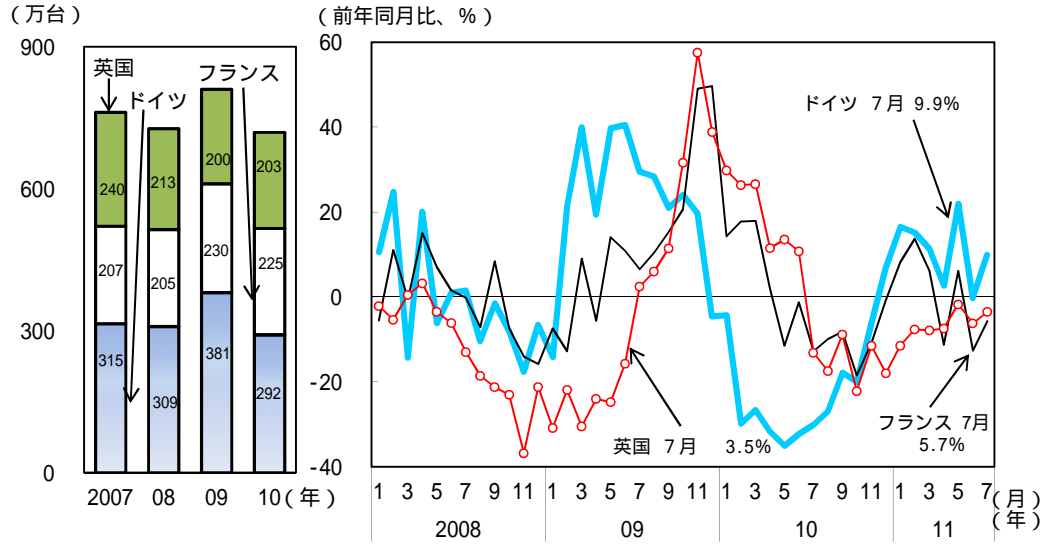 （万台）
900
600
300
0
英国
ドイツ
フランス
240
207
315
213
205
309
200
230
381
203
225
292
2007 08 09 10（年）
（前年同月比、％）
60
40
20
0
-20
-40
ドイツ 7月 9.9%
英国 7月 3.5%
フランス 7月
5.7%
1 3 5 7 9 11 1 3 5 7 9 11 1 3 5 7 9 11 1 3 5 7（月）
2008 09 10 11（年）